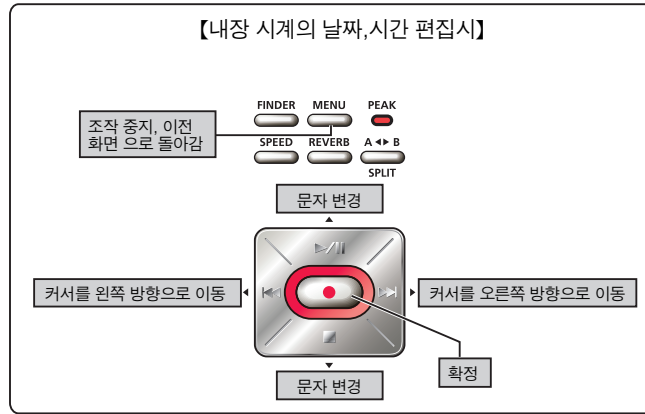 【내장 시계의 날짜,시간 편집시】
FINDER MENU PEAK
조작 중지, 이전
화면 으로 돌아감
SPEED REVERB A ◂▸ B
SPLIT
문자 변경
커서를 왼쪽 방향으로 이동
커서를 오른쪽 방향으로 이동
확정
문자 변경